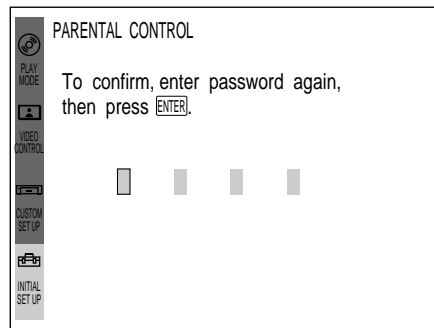 PARENTAL CONTROL
To confirm, enter password again,
then press ENTER.
PLAY
MODE
VIDEO
CONTROL
CUSTOM
SET UP
INITIAL
SET UP